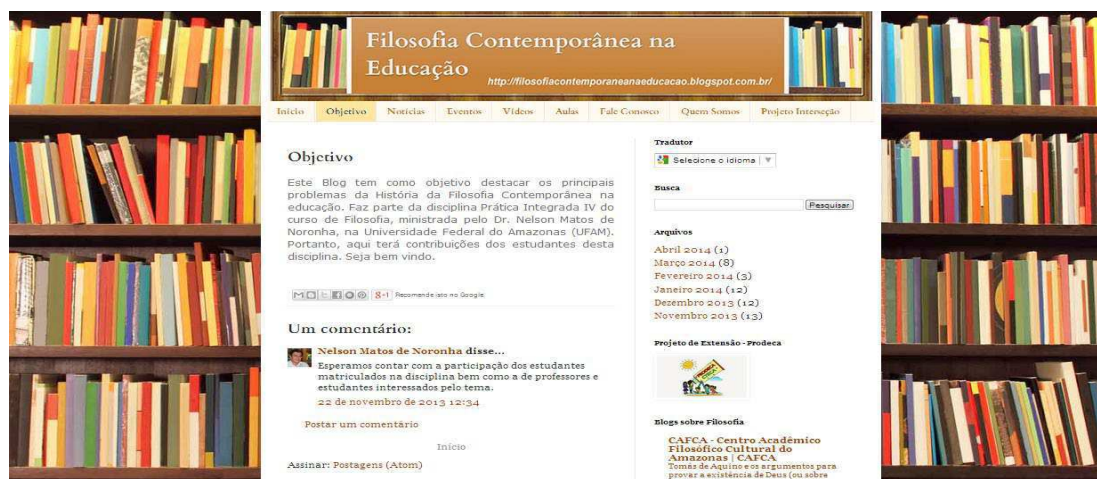 Filosofia Contemporânea na
Educação
http://filosofiacontemporaneanaeducacao.blogspot.com.br/
Início Objetivo Notícias Eventos Vídeos Aulas Fale Conosco Quem Somos Projeto Interseção
Objetivo
Este Blog tem como objetivo destacar os principais
problemas da História da Filosofia Contemporânea na
educação. Faz parte da disciplina Prática Integrada IV do
curso de Filosofia, ministrada pelo Dr. Nelson Matos de
Noronha, na Universidade Federal do Amazonas (UFAM).
Portanto, aqui terá contribuições dos estudantes desta
disciplina. Seja bem vindo.
g+1 Recomende isto no Google
Um comentário:
Nelson Matos de Noronha disse...
Esperamos contar com a participação dos estudantes
matriculados na disciplina bem como a de professores e
estudantes interessados pelo tema.
22 de novembro de 2013 12:34
Postar um comentário
Início
Assinar: Postagens (Atom)
Tradutor
Selecione o idioma
Busca
Pesquisar
Arquivos
Abril 2014 (1)
Março 2014 (8)
Fevereiro 2014 (3)
Janeiro 2014 (12)
Dezembro 2013 (12)
Novembro 2013 (13)
Projeto de Extensão - Prodeca
Blogs sobre Filosofia
CAFCA - Centro Acadêmico
Filosófico Cultural do
Amazonas | CAFCA
Tomás de Aquino e os argumentos para
provar a existência de Deus (ou sobre